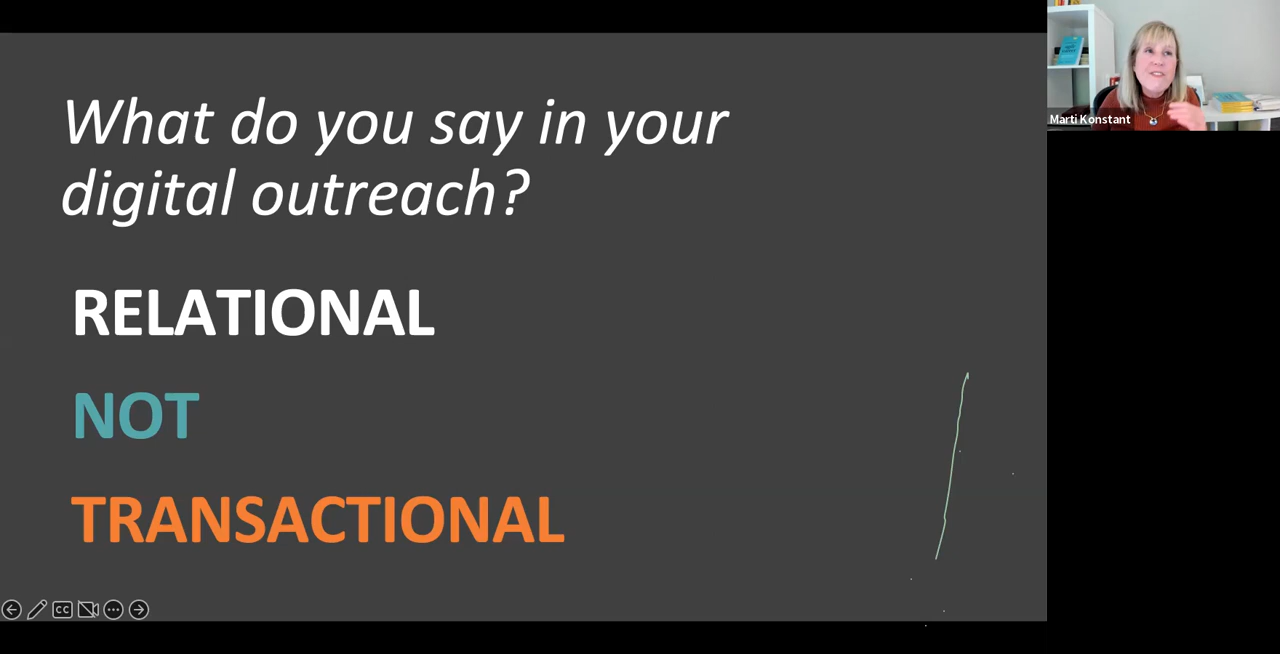 What do you say in your
digital outreach?
RELATIONAL
NOT
TRANSACTIONAL
Marti Konstant
CC